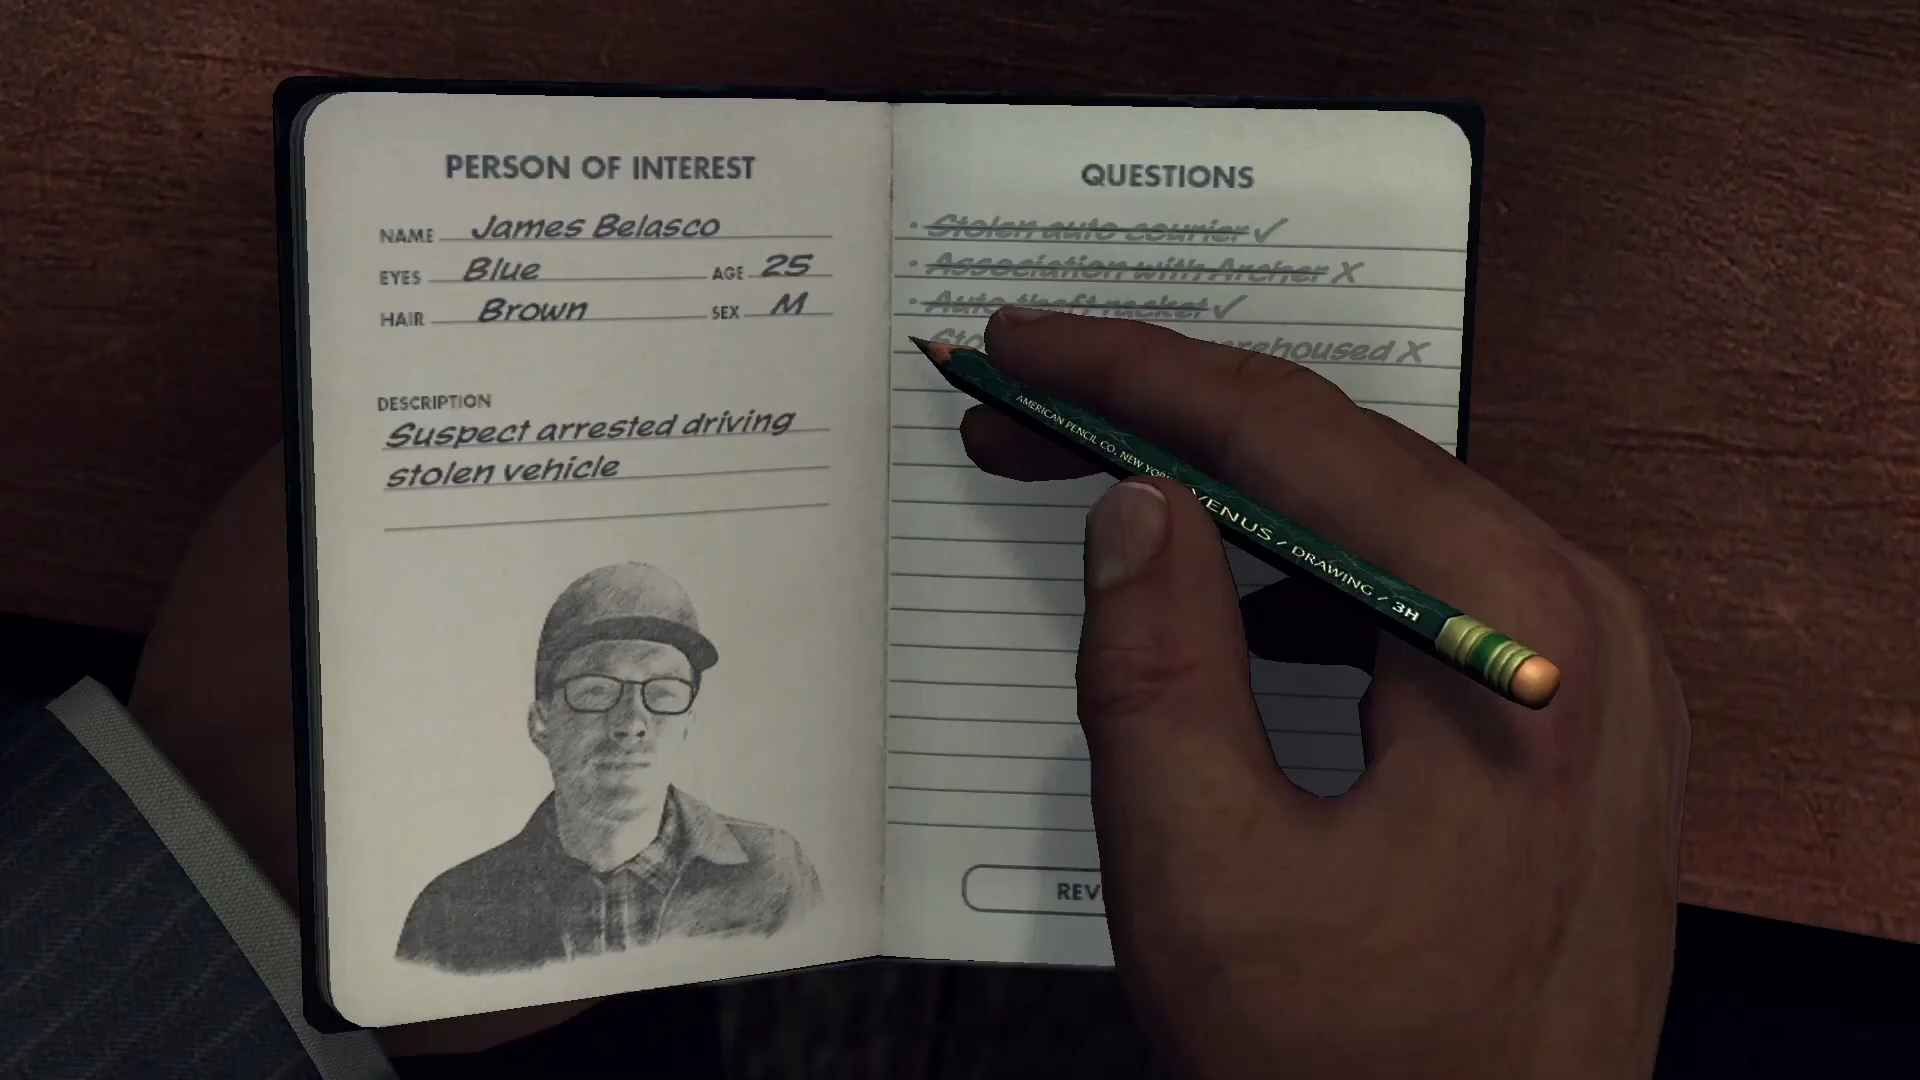 PERSON OF INTEREST
NAME James Belasco
EYES Blue AGE 25
HAIR Brown SEX M
DESCRIPTION
Suspect arrested driving
stolen vehicle
QUESTIONS
· Stolen auto courier ✓
· Association with Archer X
· Auto theft racket ✓
Sto rehoused X
REV
AMERICAN PENCIL CO. NEW YORK
VENUS / DRAWING / 3H